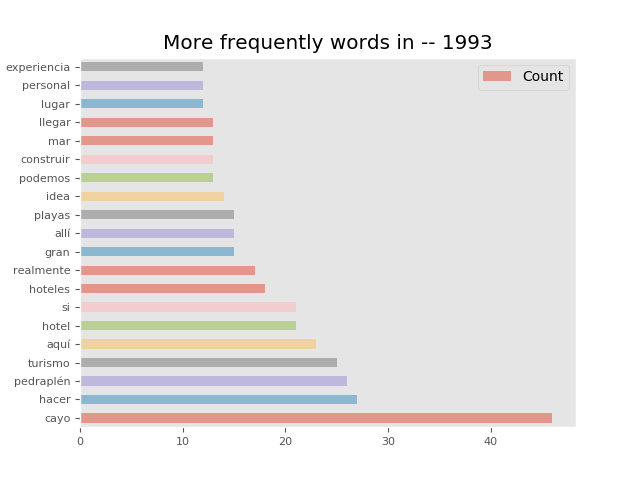 More frequently words in -- 1993
Count
experiencia
personal
lugar
llegar
mar
construir
podemos
idea
playas
allí
gran
realmente
hoteles
si
hotel
aquí
turismo
pedraplén
hacer
cayo
0 10 20 30 40